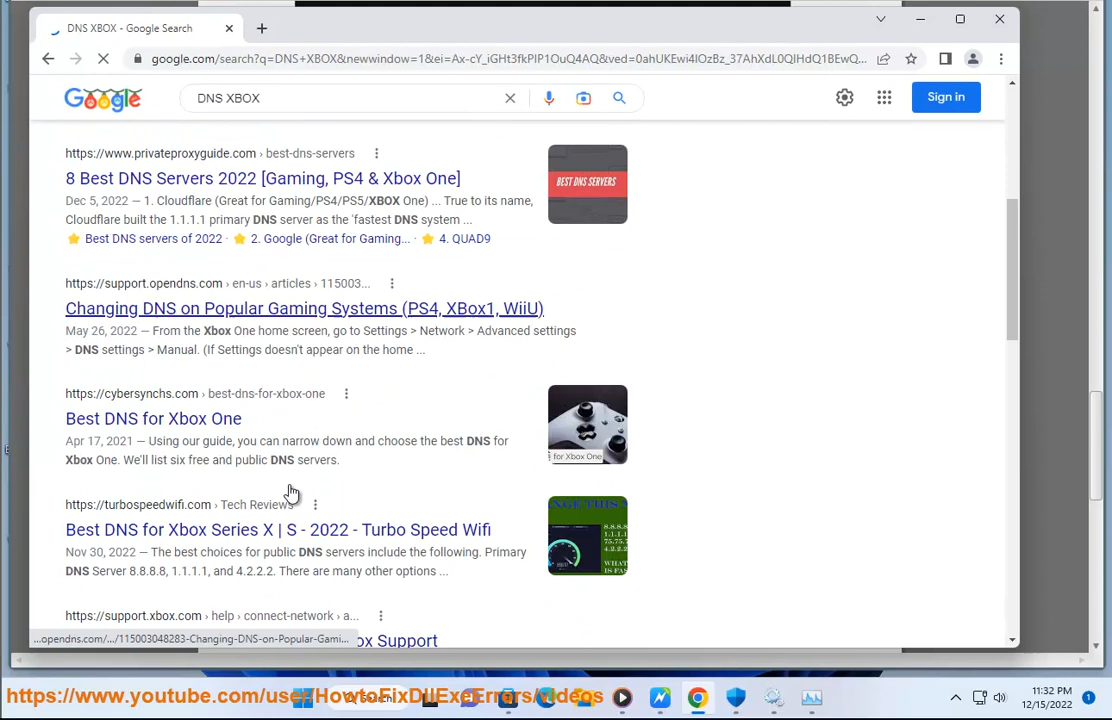 DNS XBOX - Google Search
google.com/search?q=DNS+XBOX&newwindow=1&ei=Ax-cY_iGHt3fkPIP1OuQ4AQ&ved=0ahUKEwi4lOzBz_37AhXdL0QIHdQ1BEwQ...
Google
DNS XBOX
Sign in
https://www.privateproxyguide.com › best-dns-servers
8 Best DNS Servers 2022 [Gaming, PS4 & Xbox One]
BEST DNS SERVERS
Dec 5, 2022 — 1. Cloudflare (Great for Gaming/PS4/PS5/XBOX One) ... True to its name,
Cloudflare built the 1.1.1.1 primary DNS server as the 'fastest DNS system ...
Best DNS servers of 2022 · 2. Google (Great for Gaming... · 4. QUAD9
https://support.opendns.com › en-us › articles › 115003...
Changing DNS on Popular Gaming Systems (PS4, XBox1, WiiU)
May 26, 2022 — From the Xbox One home screen, go to Settings > Network > Advanced settings
> DNS settings > Manual. (If Settings doesn't appear on the home ...
https://cybersynchs.com › best-dns-for-xbox-one
Best DNS for Xbox One
Apr 17, 2021 — Using our guide, you can narrow down and choose the best DNS for
Xbox One. We'll list six free and public DNS servers.
for Xbox One
https://turbospeedwifi.com › Tech Reviews
Best DNS for Xbox Series X | S - 2022 - Turbo Speed Wifi
Nov 30, 2022 — The best choices for public DNS servers include the following. Primary
DNS Server 8.8.8.8, 1.1.1.1, and 4.2.2.2. There are many other options ...
https://support.xbox.com › help › connect-network › a...
ox Support
...opendns.com/.../115003048283-Changing-DNS-on-Popular-Gami...
https://www.youtube.com/user/HowtoFixDllExeErrors/videos
11:32 PM
12/15/2022
1